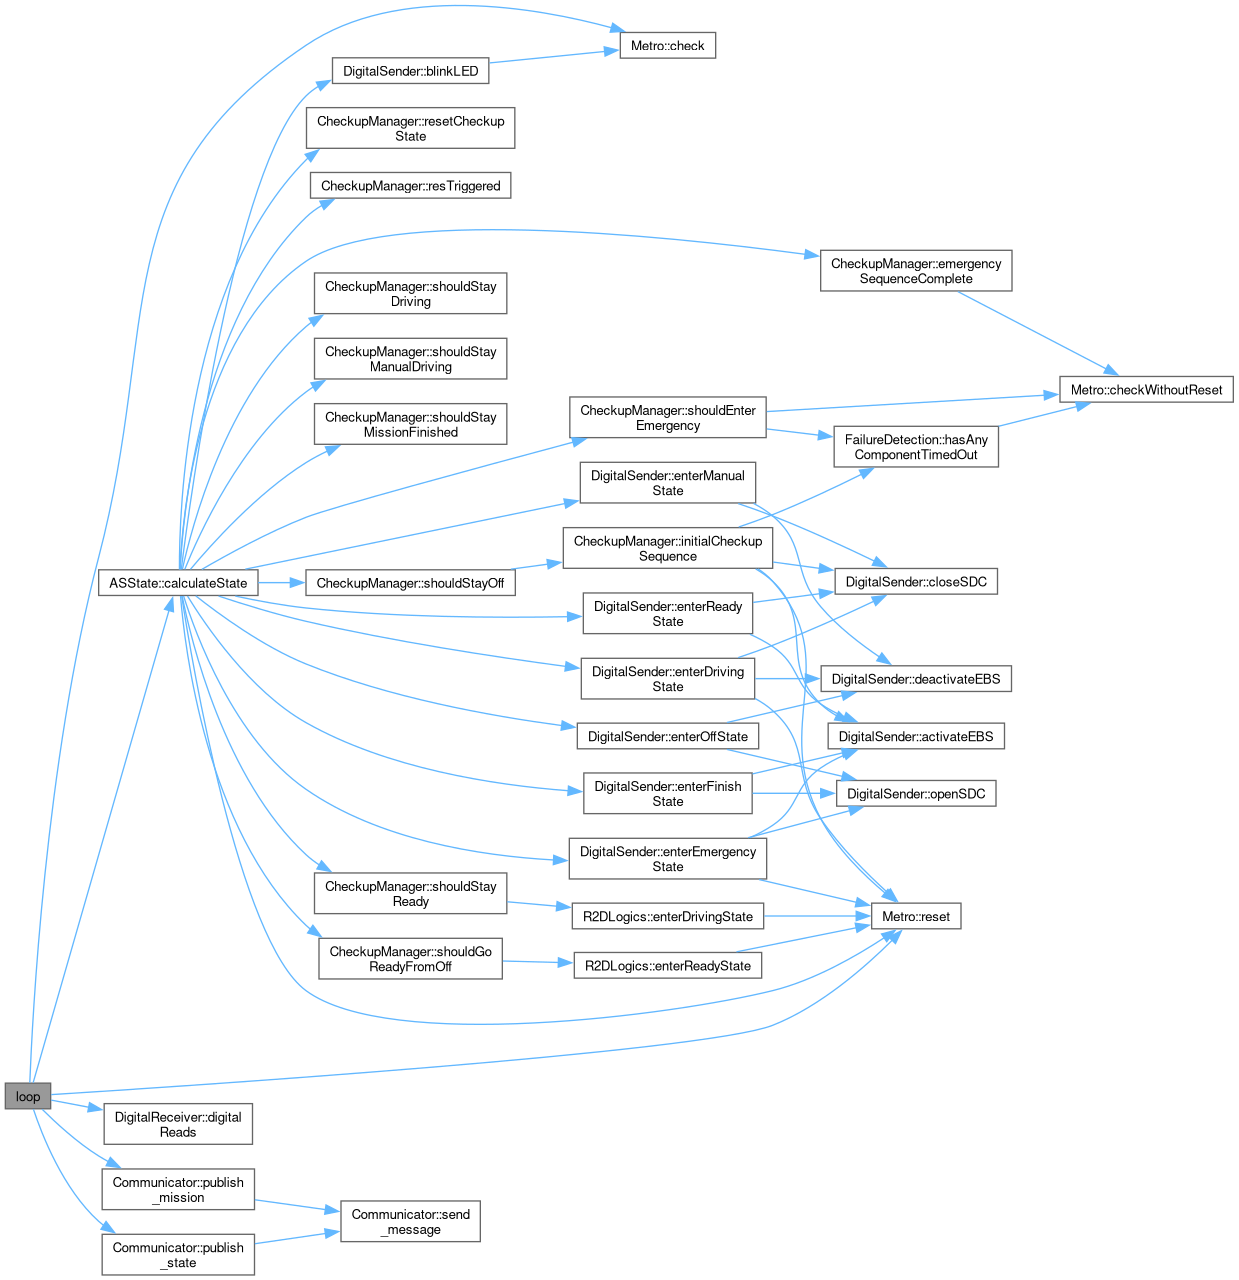 Metro::check
DigitalSender::blinkLED
CheckupManager::resetCheckup
State
CheckupManager::resTriggered
CheckupManager::emergency
SequenceComplete
CheckupManager::shouldStay
Driving
CheckupManager::shouldStay
ManualDriving
Metro::checkWithoutReset
CheckupManager::shouldStay
MissionFinished
CheckupManager::shouldEnter
Emergency
FailureDetection::hasAny
ComponentTimedOut
DigitalSender::enterManual
State
CheckupManager::initialCheckup
Sequence
ASState::calculateState
CheckupManager::shouldStayOff
DigitalSender::closeSDC
DigitalSender::enterReady
State
DigitalSender::enterDriving
State
DigitalSender::deactivateEBS
DigitalSender::enterOffState
DigitalSender::activateEBS
DigitalSender::enterFinish
State
DigitalSender::openSDC
DigitalSender::enterEmergency
State
CheckupManager::shouldStay
Ready
R2DLogics::enterDrivingState
Metro::reset
CheckupManager::shouldGo
ReadyFromOff
R2DLogics::enterReadyState
loop
DigitalReceiver::digital
Reads
Communicator::publish
_mission
Communicator::send
_message
Communicator::publish
_state